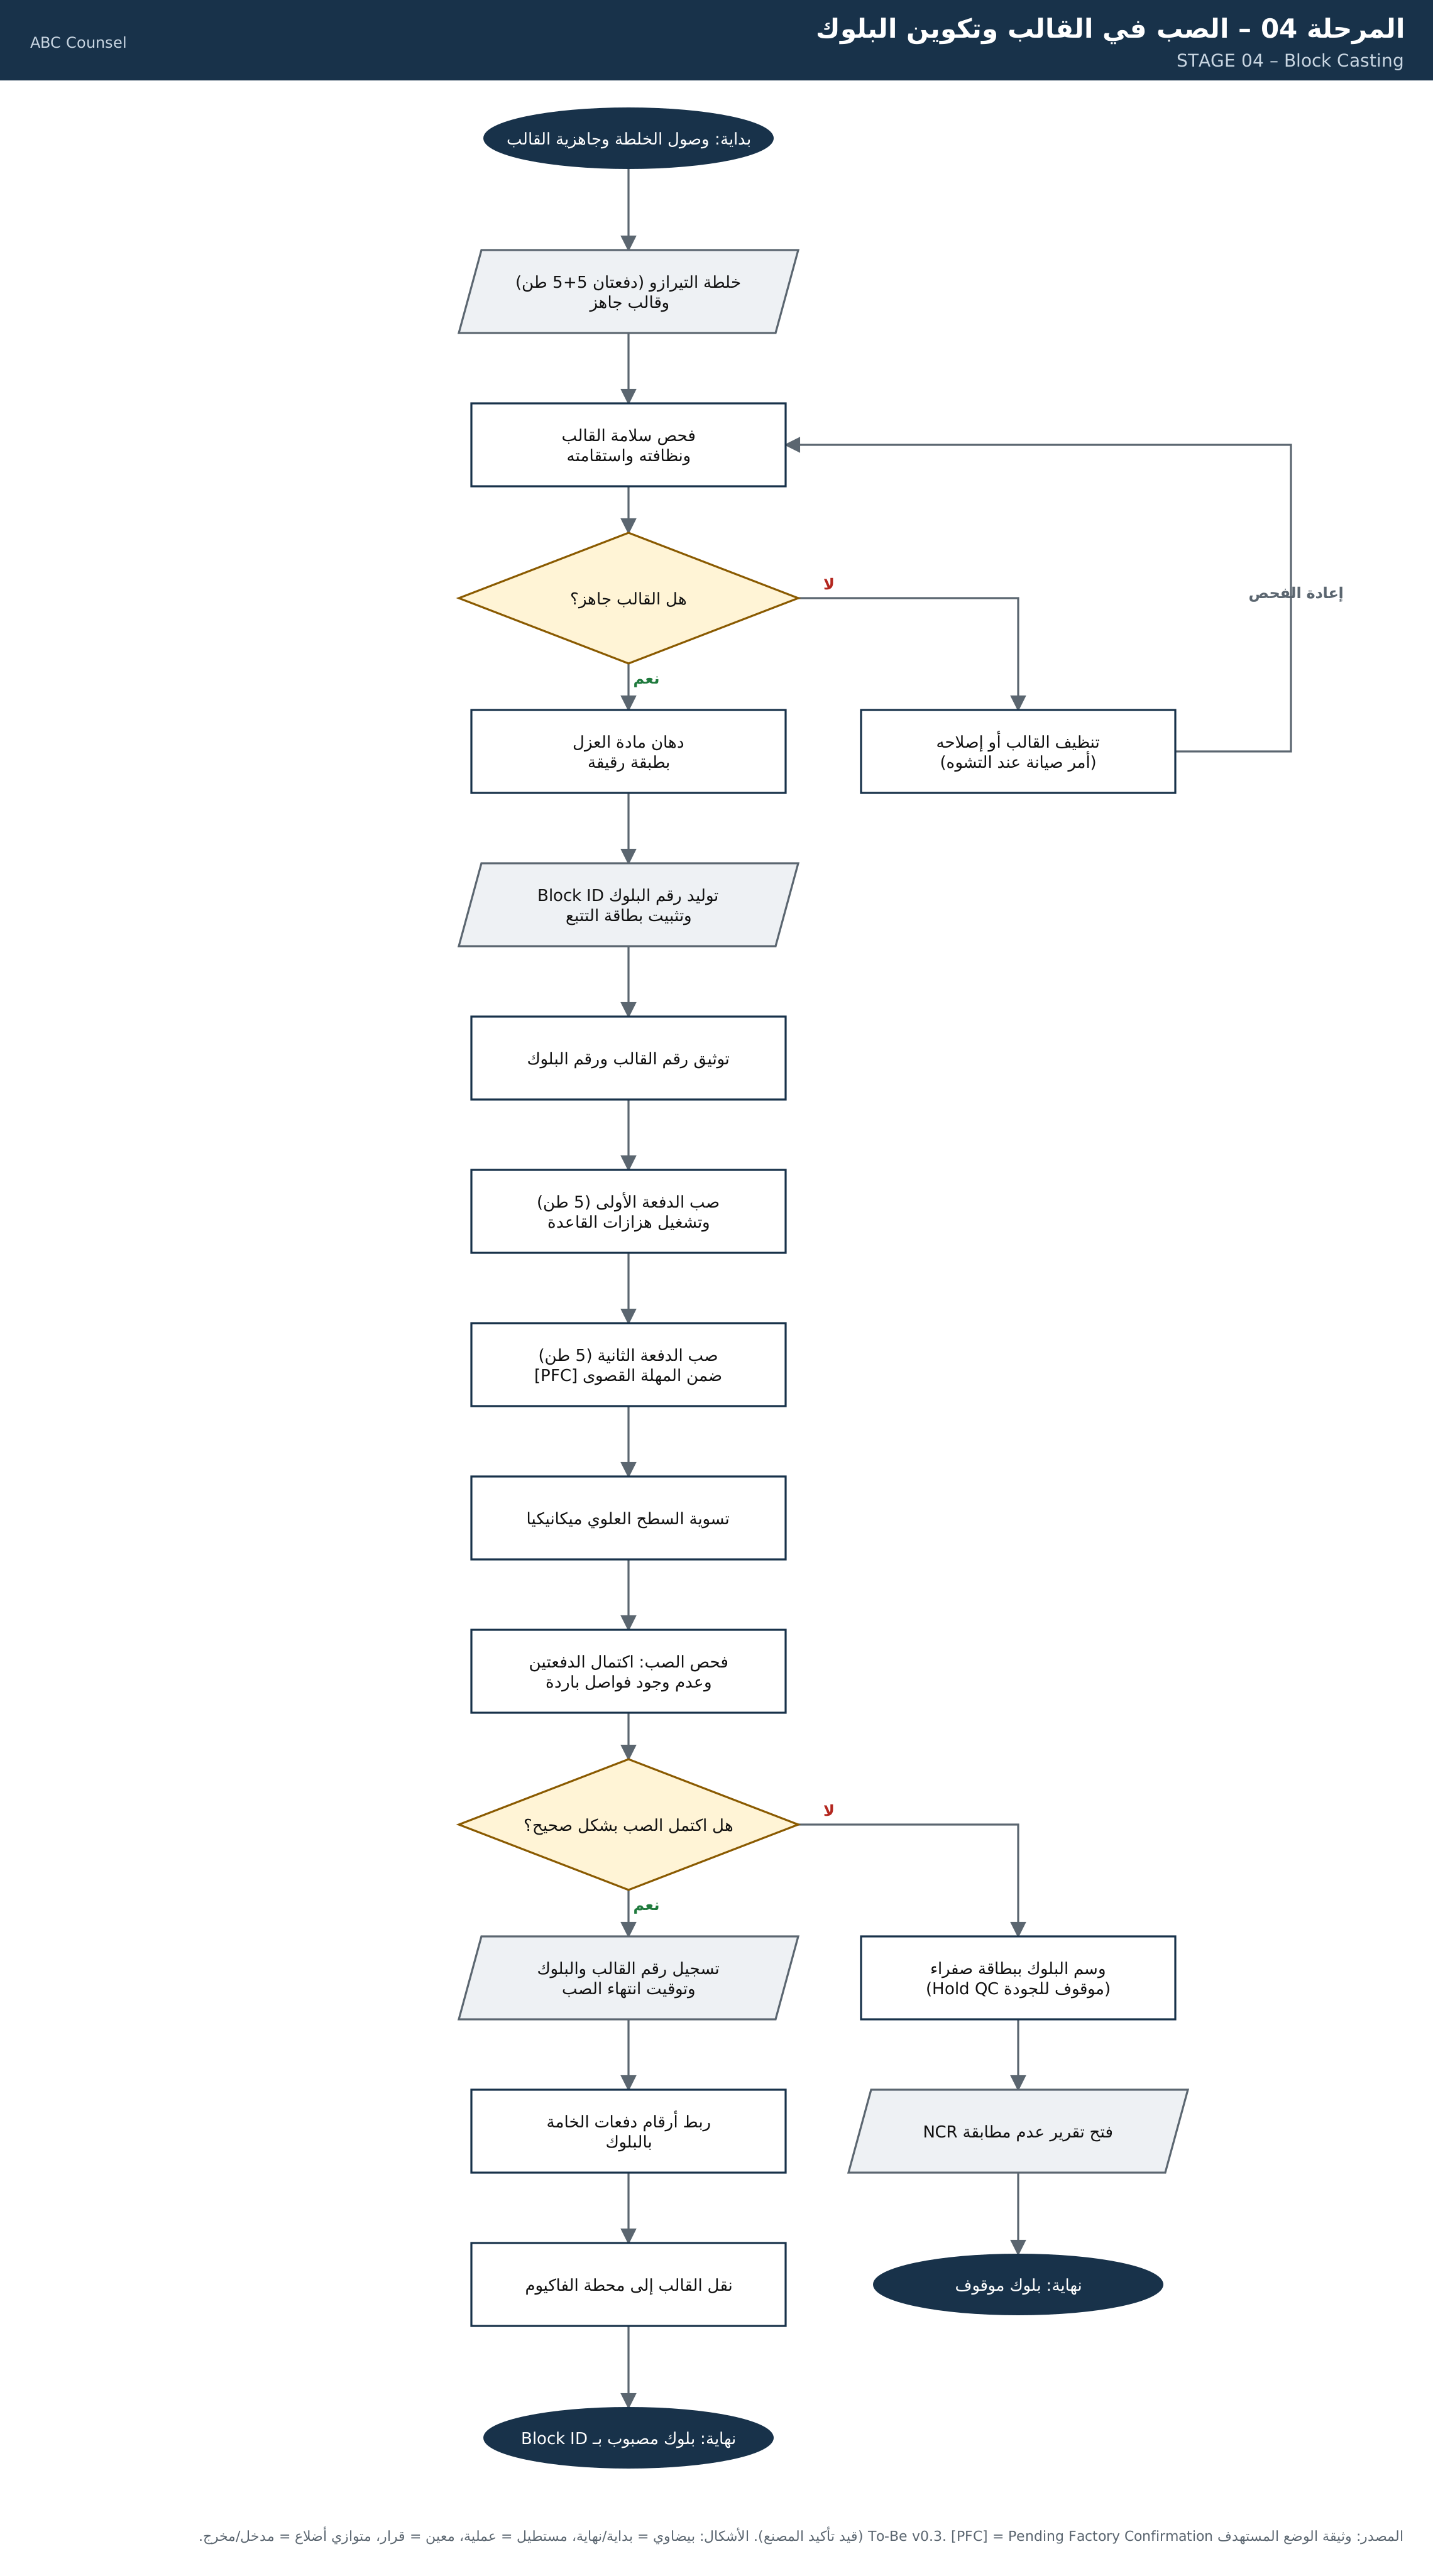 المرحلة 04 – الصب في القالب وتكوين البلوك
STAGE 04 – Block Casting
ABC Counsel
بداية: وصول الخلطة وجاهزية القالب
خلطة التيرازو (دفعتان 5+5 طن)
وقالب جاهز
فحص سلامة القالب
ونظافته واستقامته
هل القالب جاهز؟
لا
إعادة الفحص
نعم
تنظيف القالب أو إصلاحه
(أمر صيانة عند التشوه)
دهان مادة العزل
بطبقة رقيقة
توليد رقم البلوك Block ID
وتثبيت بطاقة التتبع
توثيق رقم القالب ورقم البلوك
صب الدفعة الأولى (5 طن)
وتشغيل هزازات القاعدة
صب الدفعة الثانية (5 طن)
ضمن المهلة القصوى [PFC]
تسوية السطح العلوي ميكانيكيا
فحص الصب: اكتمال الدفعتين
وعدم وجود فواصل باردة
هل اكتمل الصب بشكل صحيح؟
لا
نعم
وسم البلوك ببطاقة صفراء
(موقوف للجودة Hold QC)
تسجيل رقم القالب والبلوك
وتوقيت انتهاء الصب
فتح تقرير عدم مطابقة NCR
ربط أرقام دفعات الخامة
بالبلوك
نهاية: بلوك موقوف
نقل القالب إلى محطة الفاكيوم
نهاية: بلوك مصبوب بـ Block ID
المصدر: وثيقة الوضع المستهدف To-Be v0.3. [PFC] = Pending Factory Confirmation (قيد تأكيد المصنع). الأشكال: بيضاوي = بداية/نهاية، مستطيل = عملية، معين = قرار، متوازي أضلاع = مدخل/مخرج.